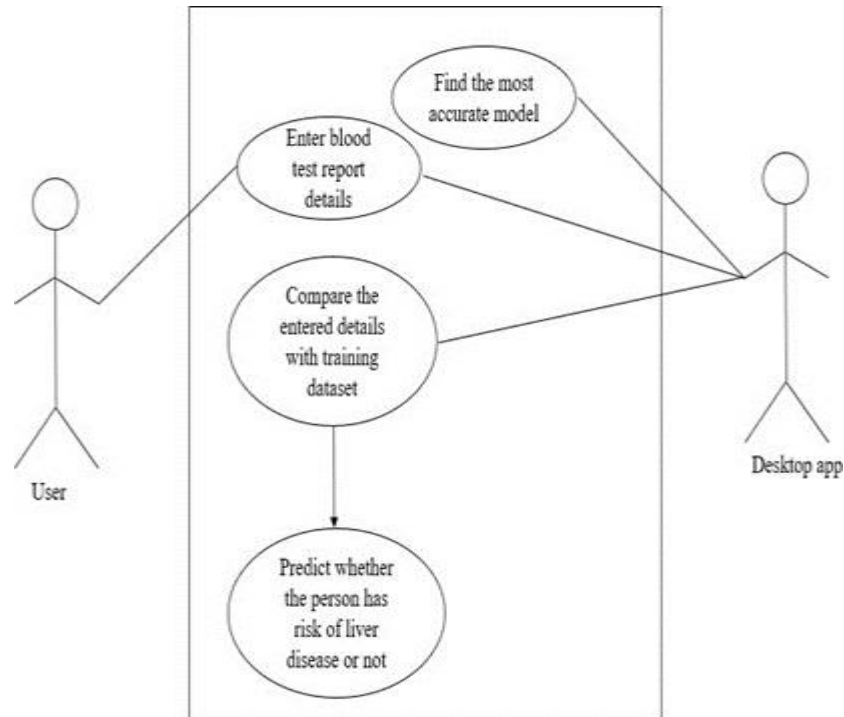 Find the most
accurate model
Enter blood
test report
details
Compare the
entered details
with training
dataset
User
Desktop app
Predict whether
the person has
risk of liver
disease or not